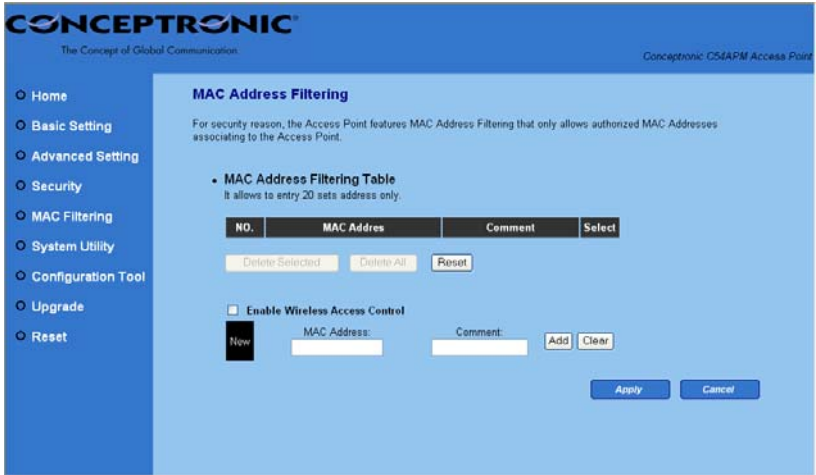 CONCEPTRONIC
The Concept of Global Communication
Conceptronic C54APM Access Point
Home
Basic Setting
Advanced Setting
Security
MAC Filtering
System Utility
Configuration Tool
Upgrade
Reset
MAC Address Filtering
For security reason, the Access Point features MAC Address Filtering that only allows authorized MAC Addresses
associating to the Access Point.
MAC Address Filtering Table
It allows to entry 20 sets address only.
NO. MAC Addres Comment Select
Delete Selected Delete All Reset
Enable Wireless Access Control
New MAC Address: Comment: Add Clear
Apply Cancel